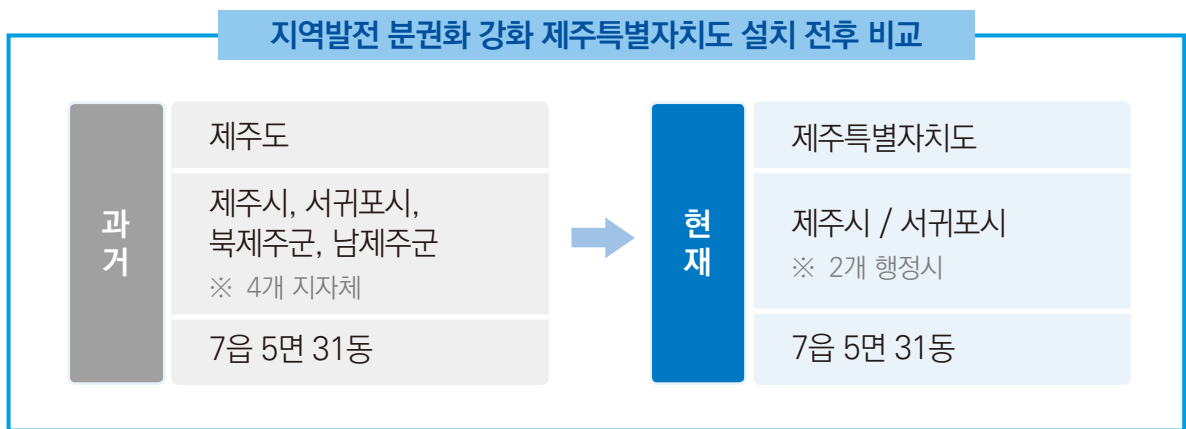 지역발전 분권화 강화 제주특별자치도 설치 전후 비교
과거
제주도
제주시, 서귀포시,
북제주군, 남제주군
※ 4개 지자체
7읍 5면 31동
현재
제주특별자치도
제주시 / 서귀포시
※ 2개 행정시
7읍 5면 31동